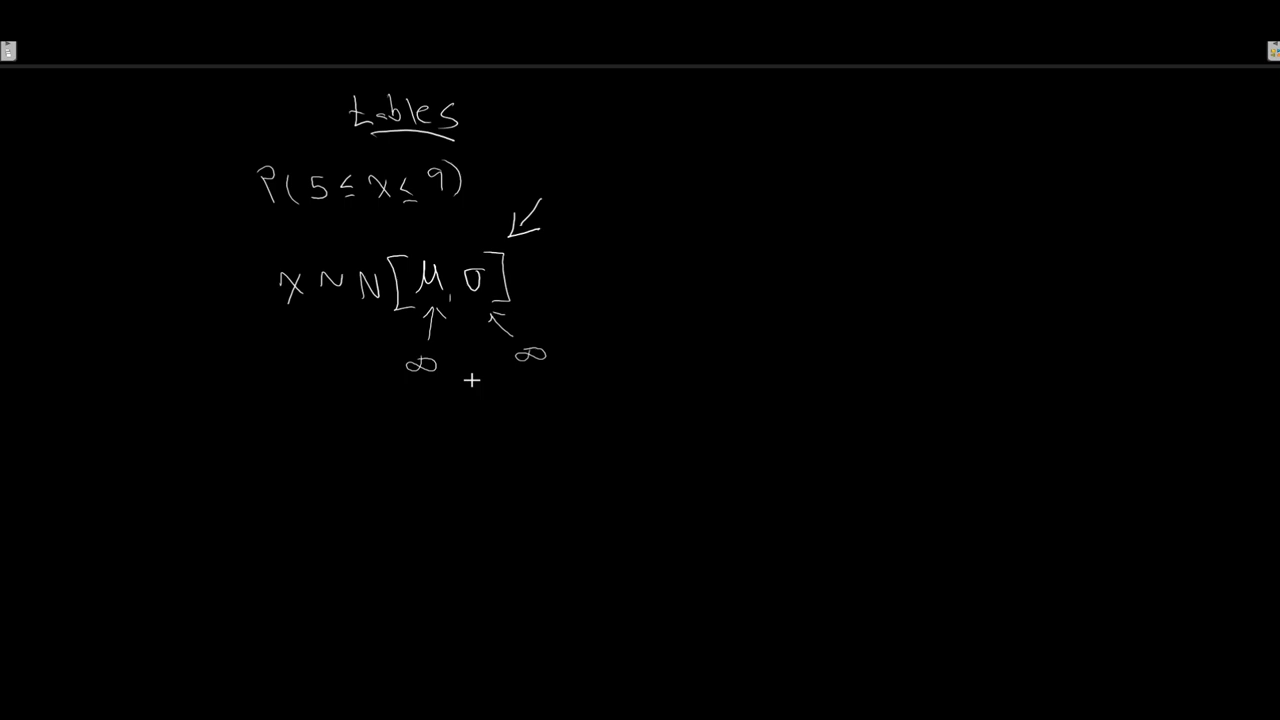 tables
P(5 ≤ x ≤ 9)
X ~ N[μ, σ]
∞ ∞